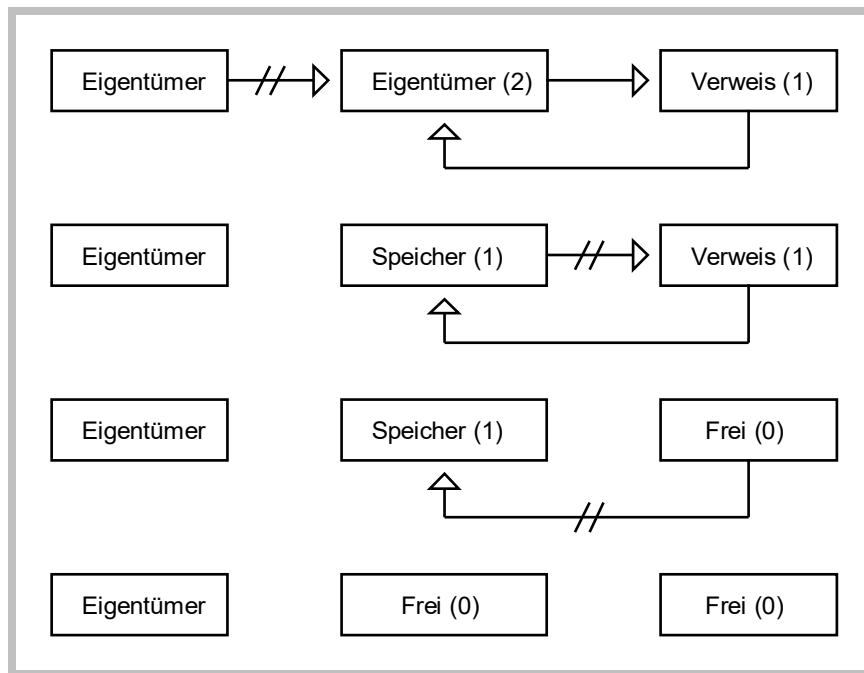 Eigentümer Eigentümer (2) Verweis (1)
Eigentümer Speicher (1) Verweis (1)
Eigentümer Speicher (1) Frei (0)
Eigentümer Frei (0) Frei (0)